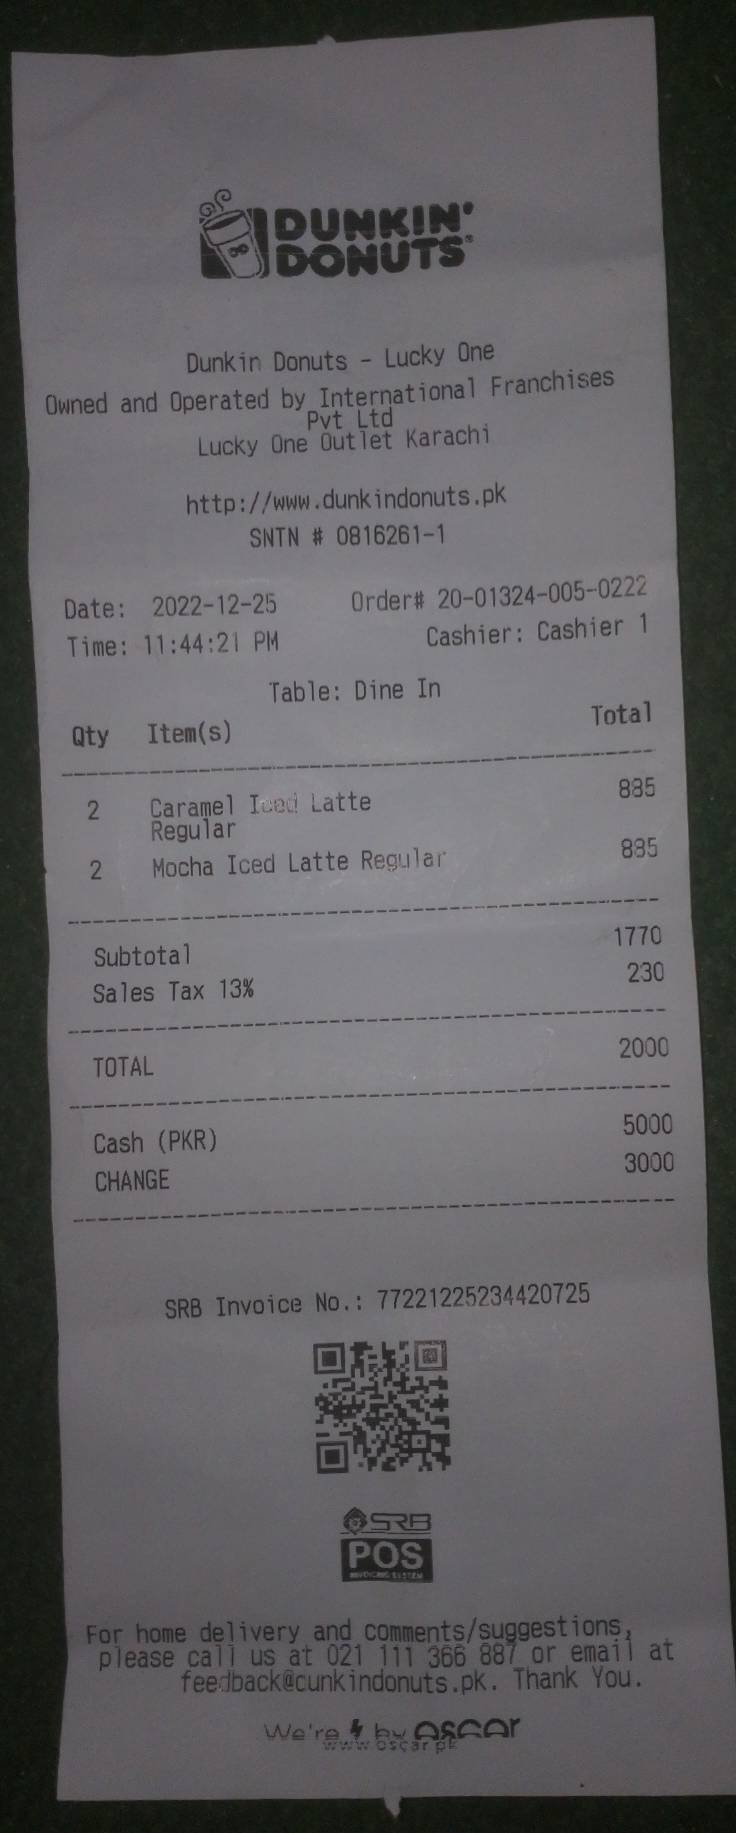 DUNKIN'
DONUTS®
Dunkin Donuts - Lucky One
Owned and Operated by International Franchises
Pvt Ltd
Lucky One Outlet Karachi
http://www.dunkindonuts.pk
SNTN # 0816261-1
Date: 2022-12-25 Order# 20-01324-005-0222
Time: 11:44:21 PM Cashier: Cashier 1
Table: Dine In
Qty Item(s) Total
2 Caramel Iced Latte 885
Regular
2 Mocha Iced Latte Regular 885
Subtotal 1770
Sales Tax 13% 230
TOTAL 2000
Cash (PKR) 5000
CHANGE 3000
SRB Invoice No.: 77221225234420725
SRB
POS
INVOICING SYSTEM
For home delivery and comments/suggestions,
please call us at 021 111 366 887 or email at
feedback@cunkindonuts.pk. Thank You.
We're by oscar
www.oscar.pk